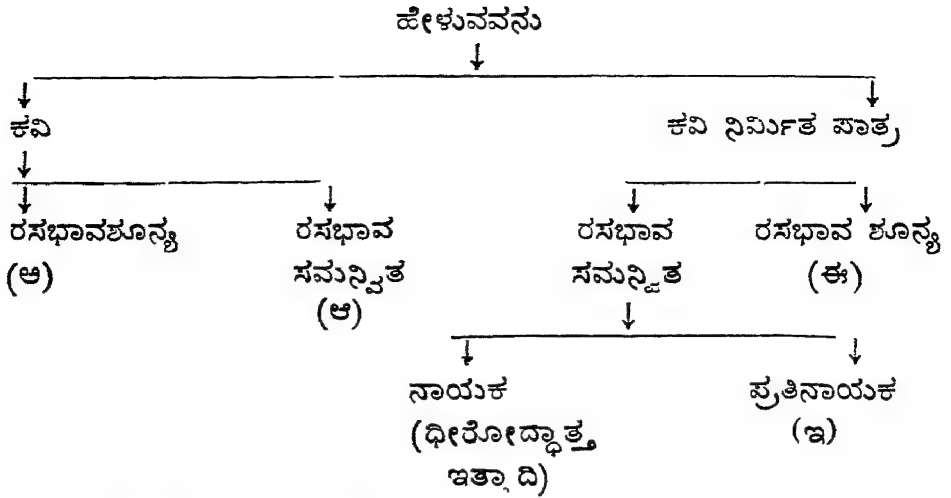 ಹೇಳುವವನು
ಕವಿ
ಕವಿ ನಿರ್ಮಿತ ಪಾತ್ರ
ರಸಭಾವಶೂನ್ಯ
(ಅ)
ರಸಭಾವ
ಸಮನ್ವಿತ
(ಆ)
ರಸಭಾವ
ಸಮನ್ವಿತ
ರಸಭಾವ ಶೂನ್ಯ
(ಈ)
ನಾಯಕ
(ಧೀರೋದ್ಧಾತ್ತ
ಇತ್ಯಾದಿ)
ಪ್ರತಿನಾಯಕ
(ಇ)